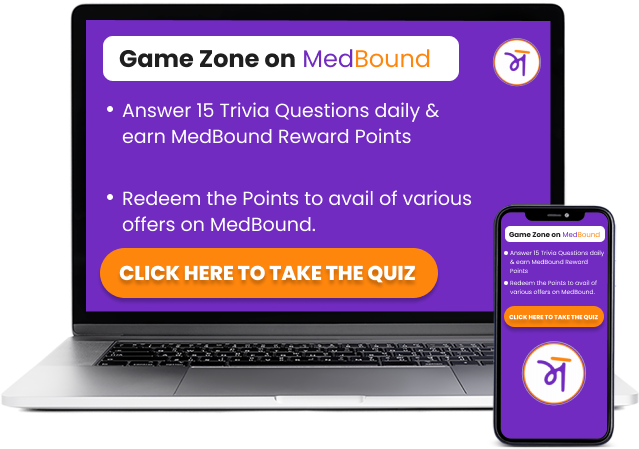 Game Zone on MedBound
• Answer 15 Trivia Questions daily &
earn MedBound Reward Points
• Redeem the Points to avail of various
offers on MedBound.
CLICK HERE TO TAKE THE QUIZ
Game Zone on MedBound
• Answer 15 Trivia Questions daily
& earn MedBound Reward
Points
• Redeem the Points to avail of
various offers on MedBound.
CLICK HERE TO TAKE THE QUIZ